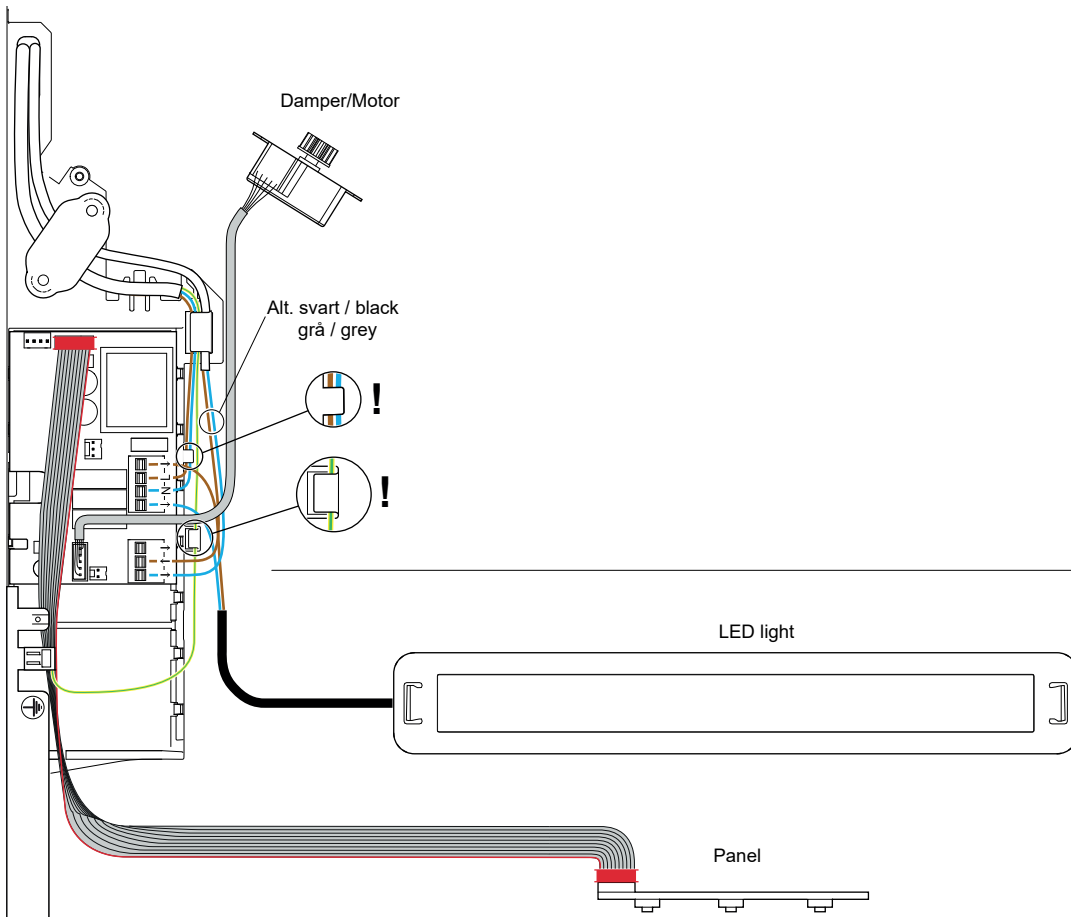 Damper/Motor
Alt. svart / black
grå / grey
!
L
N
!
LED light
Panel